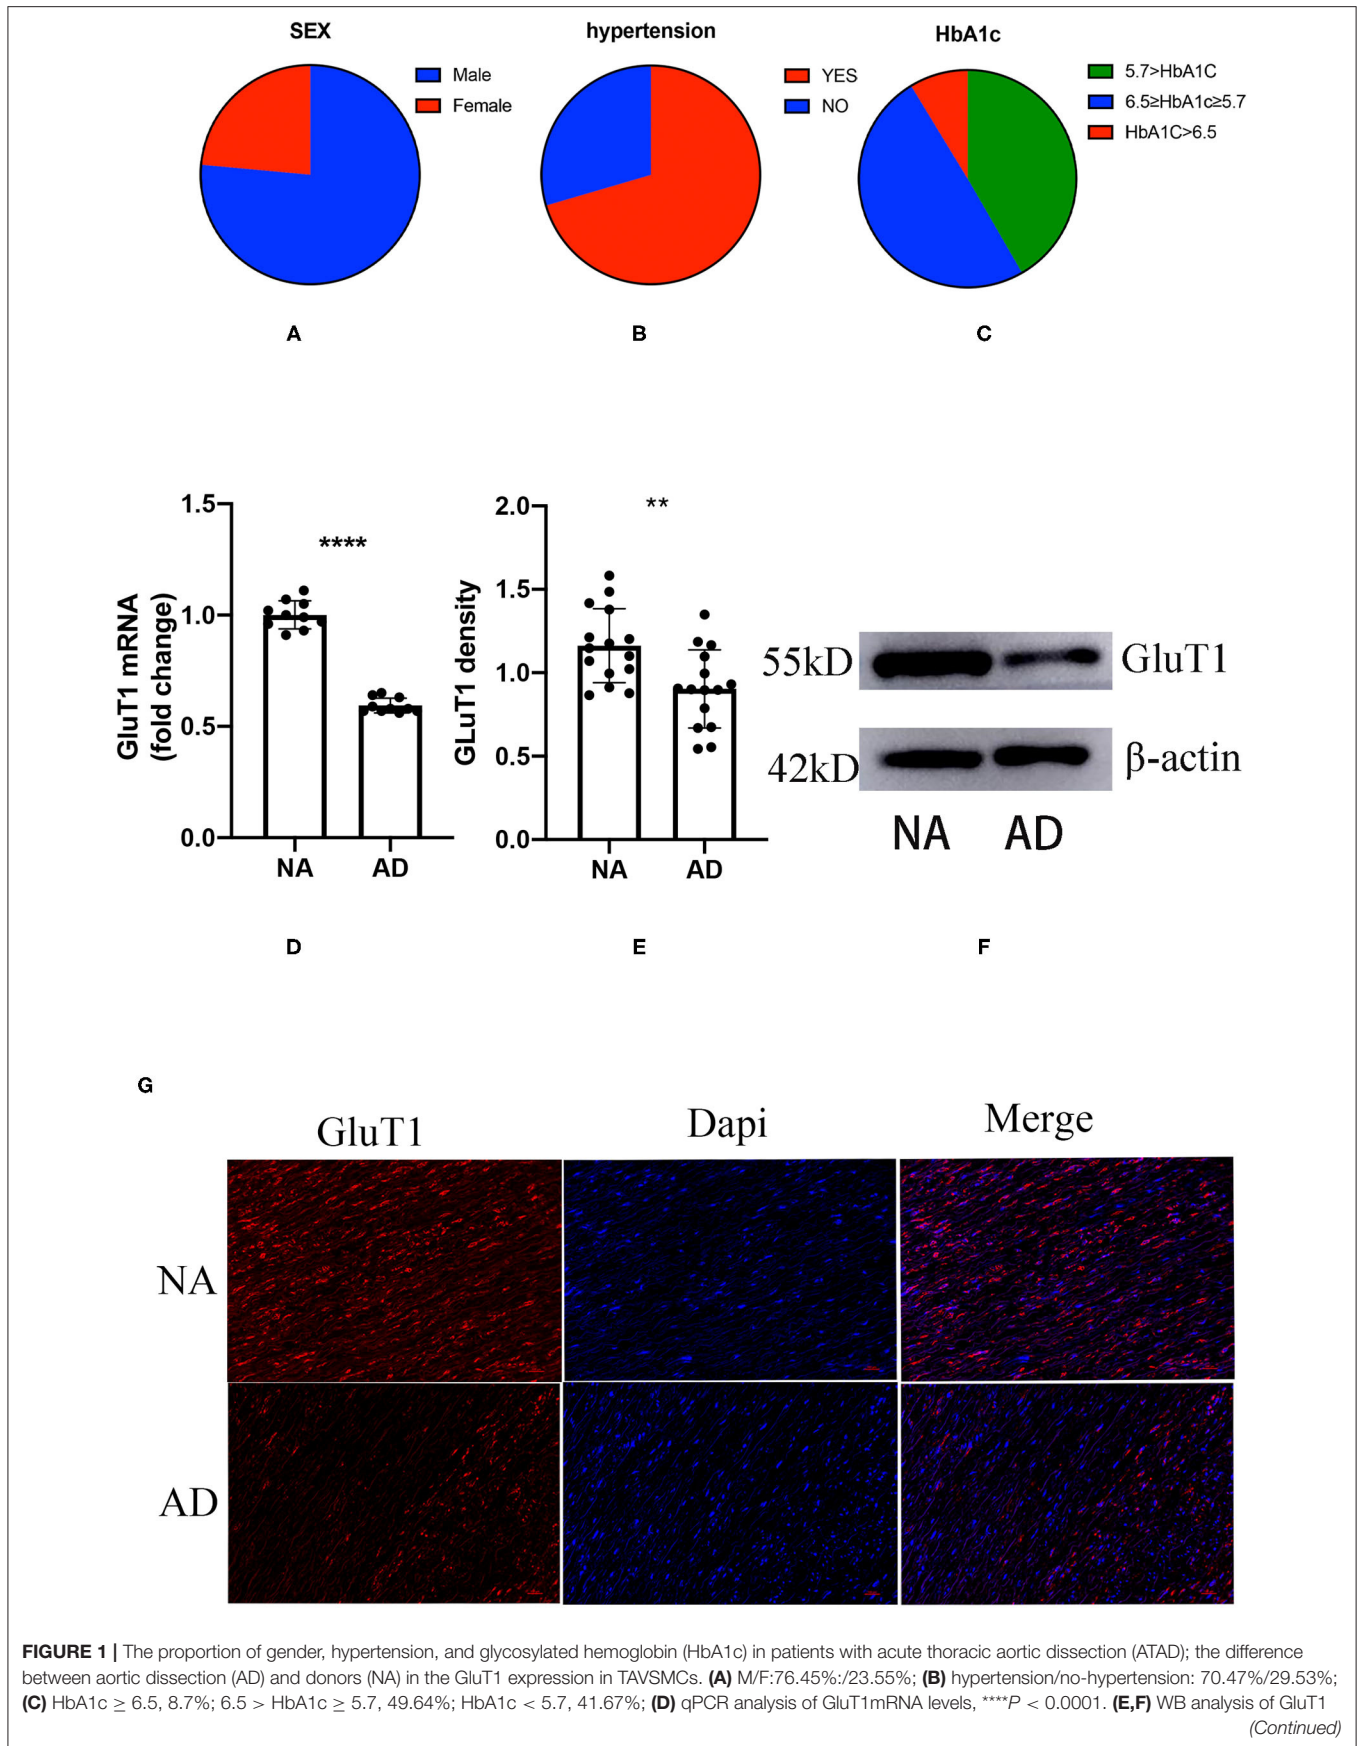 SEX
Male
Female
A
hypertension
YES
NO
B
HbA1c
5.7>HbA1C
6.5≥HbA1c≥5.7
HbA1C>6.5
C
GluT1 mRNA
(fold change)
1.5
1.0
0.5
0.0
****
NA AD
D
GLuT1 density
2.0
1.5
1.0
0.5
0.0
**
NA AD
E
55kD GluT1
42kD β-actin
NA AD
F
G
GluT1 Dapi Merge
NA
AD
FIGURE 1 | The proportion of gender, hypertension, and glycosylated hemoglobin (HbA1c) in patients with acute thoracic aortic dissection (ATAD); the difference
between aortic dissection (AD) and donors (NA) in the GluT1 expression in TAVSMCs. (A) M/F:76.45%:/23.55%; (B) hypertension/no-hypertension: 70.47%/29.53%;
(C) HbA1c ≥ 6.5, 8.7%; 6.5 > HbA1c ≥ 5.7, 49.64%; HbA1c < 5.7, 41.67%; (D) qPCR analysis of GluT1mRNA levels, ****P < 0.0001. (E,F) WB analysis of GluT1
(Continued)